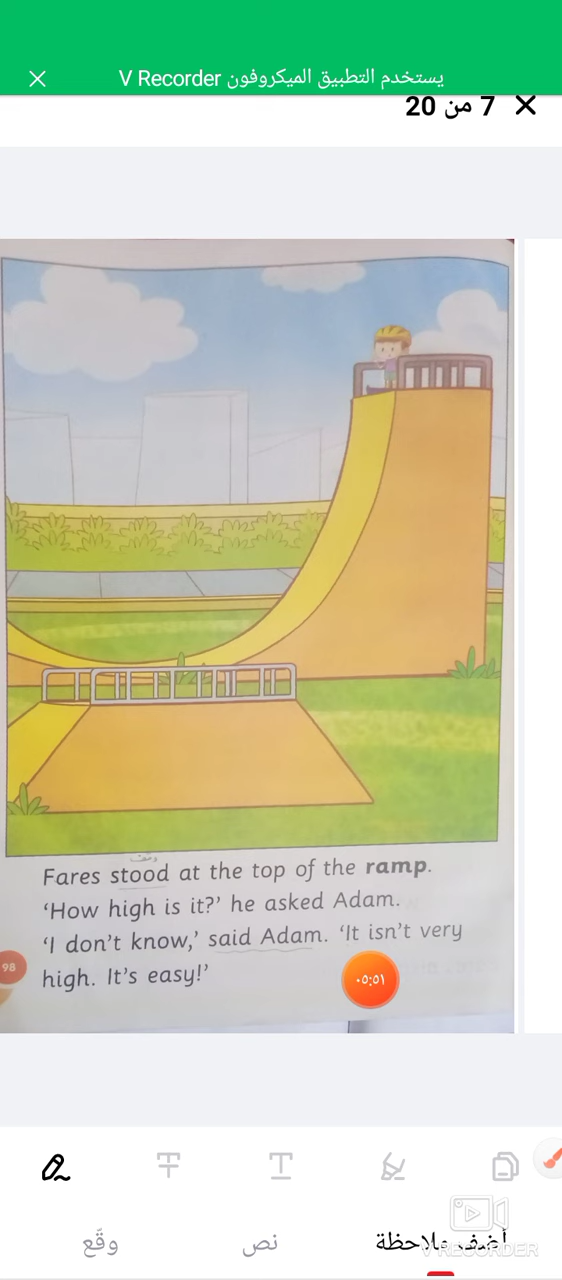 يستخدم التطبيق الميكروفون V Recorder
7 من 20
Fares stood at the top of the ramp.
‘How high is it?’ he asked Adam.
‘I don’t know,’ said Adam. ‘It isn’t very
high. It’s easy!’
98
٠٥:٥١
أضف ملاحظة
نص
وقّع
V RECORDER